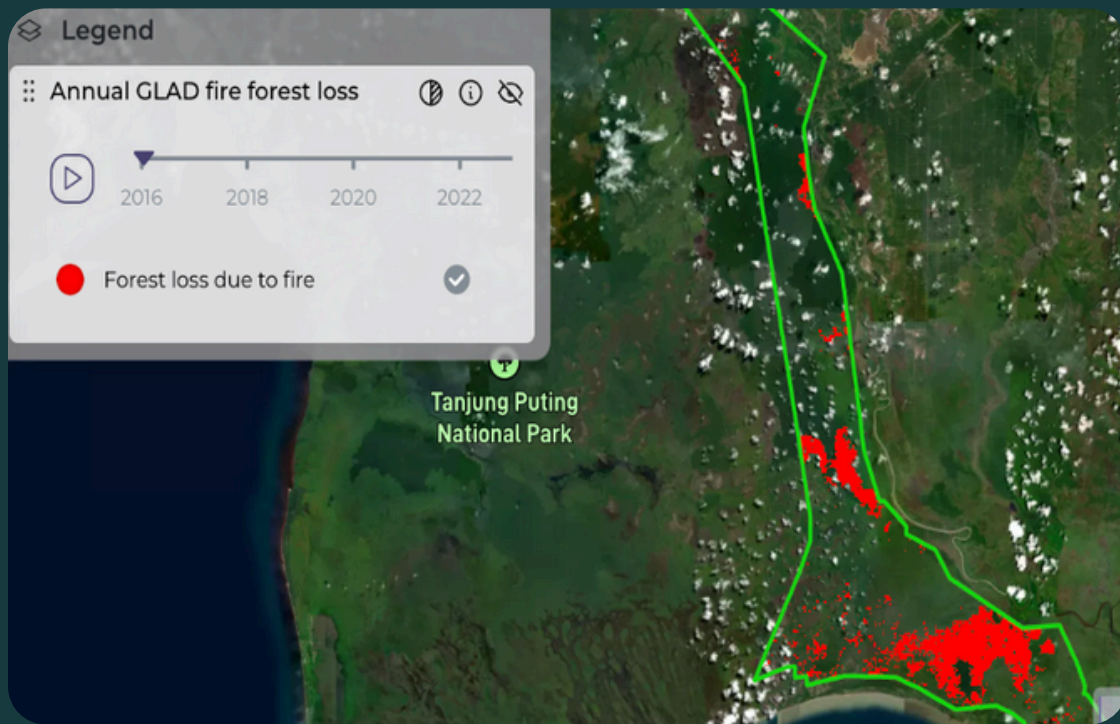 Legend
Annual GLAD fire forest loss
2016 2018 2020 2022
Forest loss due to fire
Tanjung Puting
National Park